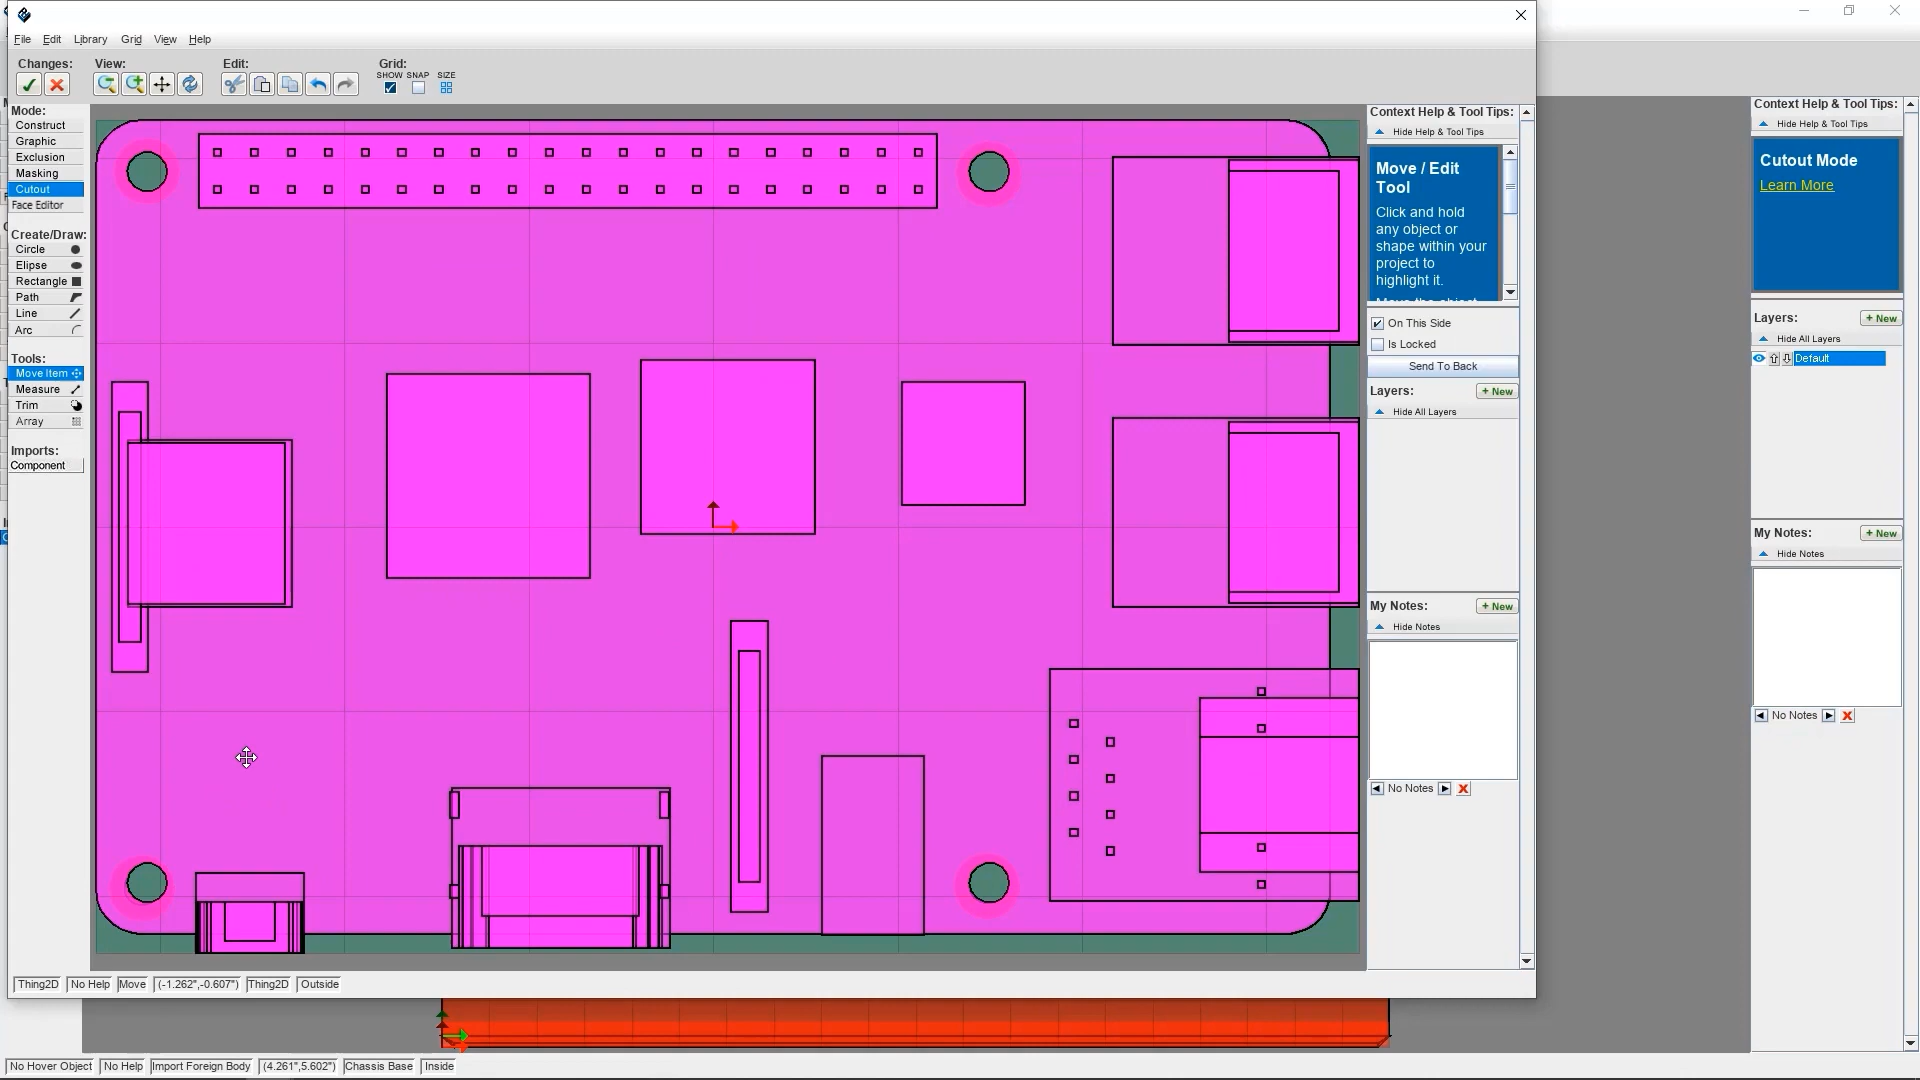 File Edit Library Grid View Help
Changes: View: Edit: Grid:
SHOW SNAP SIZE
Mode:
Construct
Graphic
Exclusion
Masking
Cutout
Face Editor
Create/Draw:
Circle
Elipse
Rectangle
Path
Line
Arc
Tools:
Move Item
Measure
Trim
Array
Imports:
Component
Context Help & Tool Tips:
Hide Help & Tool Tips
Move / Edit
Tool
Click and hold
any object or
shape within your
project to
highlight it.
Move the object
On This Side
Is Locked
Send To Back
Layers: + New
Hide All Layers
My Notes: + New
Hide Notes
No Notes
Thing2D No Help Move (-1.262",-0.607") Thing2D Outside
Context Help & Tool Tips:
Hide Help & Tool Tips
Cutout Mode
Learn More
Layers: + New
Hide All Layers
Default
My Notes: + New
Hide Notes
No Notes
No Hover Object No Help Import Foreign Body (4.261",5.602") Chassis Base Inside